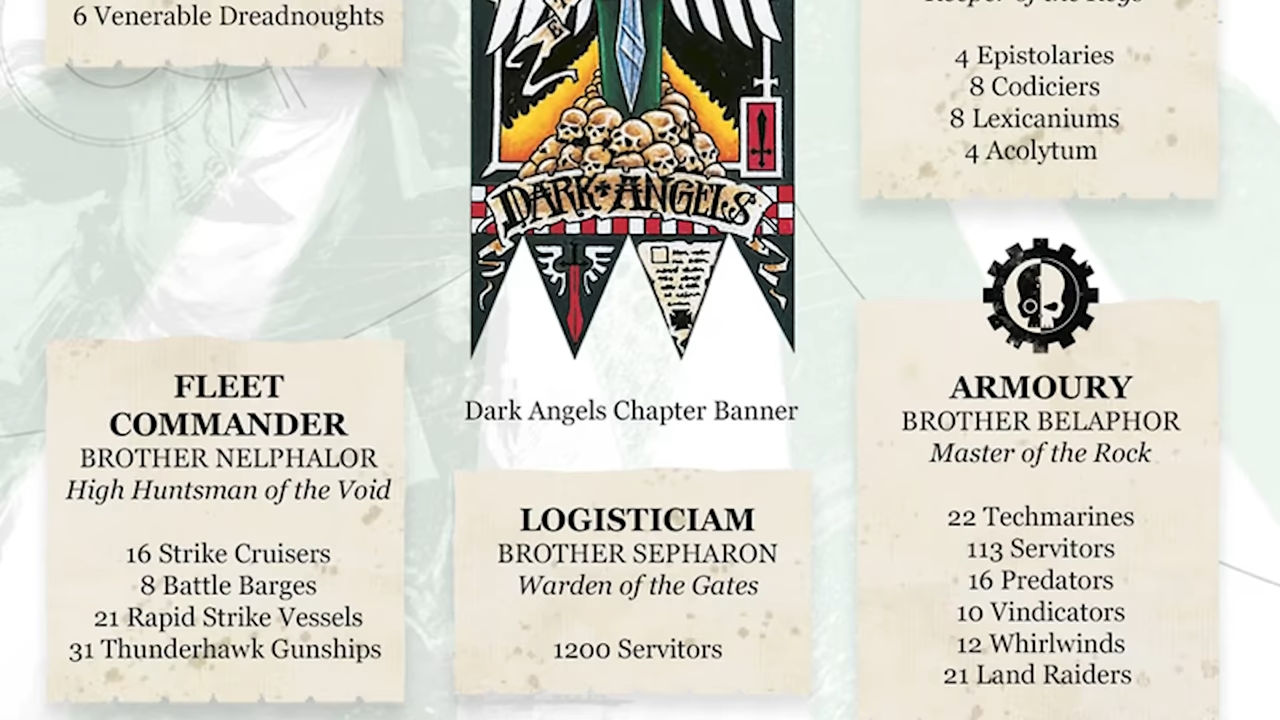 6 Venerable Dreadnoughts
4 Epistolaries
8 Codiciers
8 Lexicaniums
4 Acolytum
DARK ANGELS
Dark Angels Chapter Banner
FLEET
COMMANDER
BROTHER NELPHALOR
High Huntsman of the Void
16 Strike Cruisers
8 Battle Barges
21 Rapid Strike Vessels
31 Thunderhawk Gunships
LOGISTICIAM
BROTHER SEPHARON
Warden of the Gates
1200 Servitors
ARMOURY
BROTHER BELAPHOR
Master of the Rock
22 Techmarines
113 Servitors
16 Predators
10 Vindicators
12 Whirlwinds
21 Land Raiders